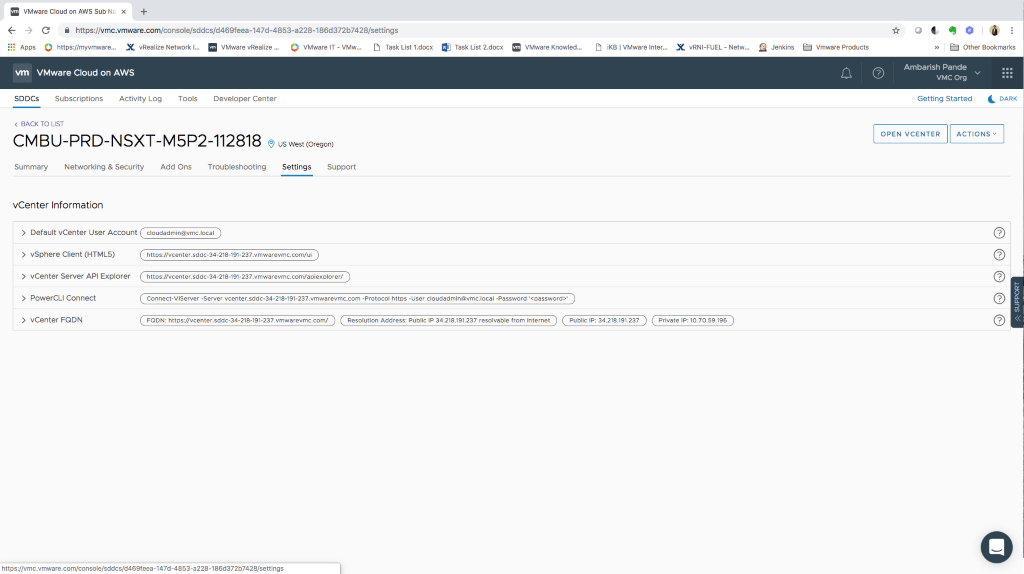 vm VMware Cloud on AWS Sub Na
https://vmc.vmware.com/console/sddcs/d469feea-147d-4853-a228-186d372b7428/settings
Apps https://myvmware... vRealize Network I... VMware vRealize ... VMware IT - VMw... Task List 1.docx Task List 2.docx VMware Knowled... IKB | VMware Inter... vRNI-FUEL - Netw... Jenkins Vmware Products » Other Bookmarks
vm VMware Cloud on AWS
Ambarish Pande
VMC Org
SDDCs Subscriptions Activity Log Tools Developer Center Getting Started DARK
BACK TO LIST
CMBU-PRD-NSXT-M5P2-112818 US West (Oregon)
OPEN VCENTER ACTIONS
Summary Networking & Security Add Ons Troubleshooting Settings Support
vCenter Information
Default vCenter User Account cloudadmin@vmc.local
vSphere Client (HTML5) https://vcenter.sddc-34-218-191-237.vmwarevmc.com/ui
vCenter Server API Explorer https://vcenter.sddc-34-218-191-237.vmwarevmc.com/apiexplorer/
PowerCLI Connect Connect-VIServer -Server vcenter.sddc-34-218-191-237.vmwarevmc.com -Protocol https -User cloudadmin@vmc.local -Password '<password>'
vCenter FQDN FQDN: https://vcenter.sddc-34-218-191-237.vmwarevmc.com/ Resolution Address: Public IP 34.218.191.237 resolvable from Internet Public IP: 34.218.191.237 Private IP: 10.70.59.196
SUPPORT
https://vmc.vmware.com/console/sddcs/d469feea-147d-4853-a228-186d372b7428/settings